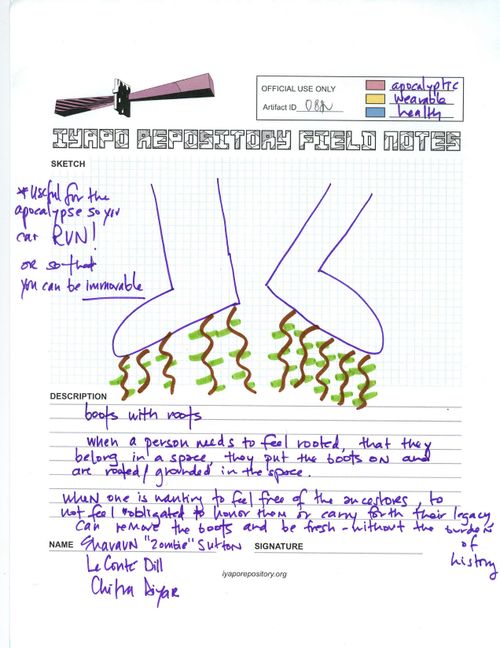 OFFICIAL USE ONLY
Artifact ID
apocalyptic
wearable
health
IYAPO REPOSITORY FIELD NOTES
SKETCH
*Useful for the
apocalypse so you
can RUN!
or so that
you can be immovable
DESCRIPTION
boots with roots
When a person needs to feel rooted, that they
belong in a space, they put the boots on and
are rooted/grounded in the space.
When one is wanting to feel free of the ancestors, to
not feel obligated to honor them or carry forth their legacy
can remove the boots and be fresh - without the burdens
of
history
NAME Shavaun "Zombie" Sutton SIGNATURE
LeConté Dill
Chitra Aiyar
iyaporepository.org